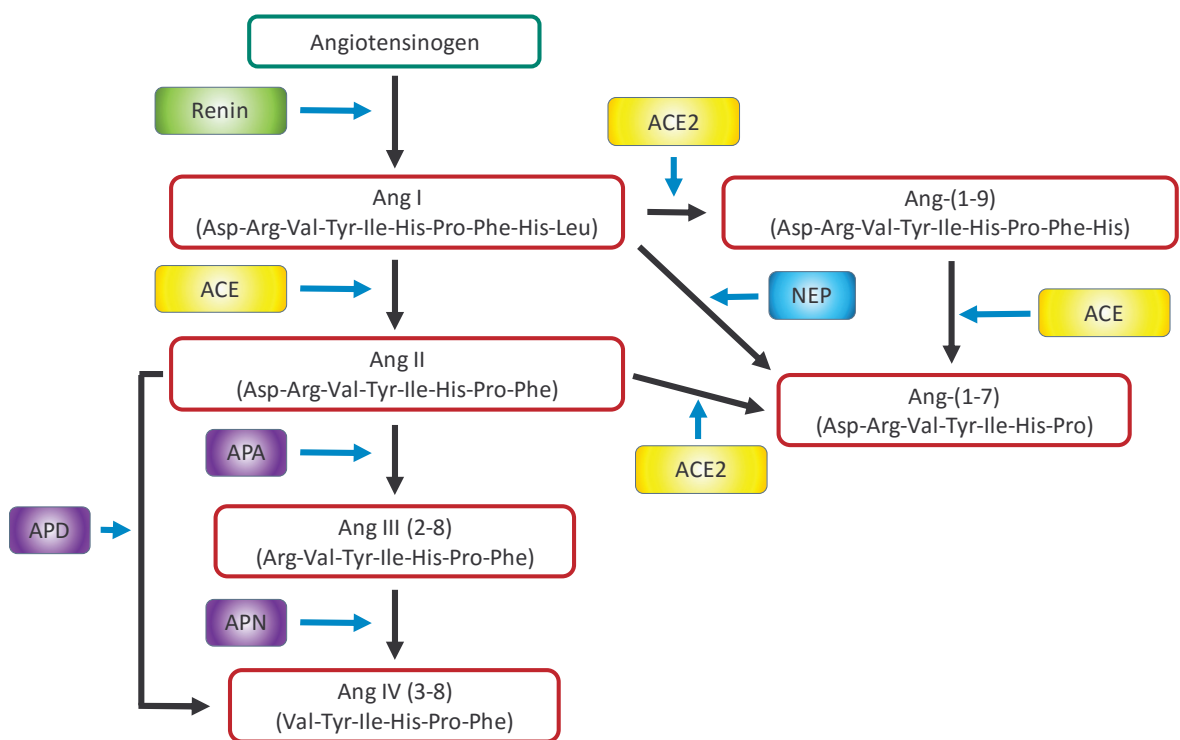 Angiotensinogen
Renin
ACE2
Ang I
(Asp-Arg-Val-Tyr-Ile-His-Pro-Phe-His-Leu)
Ang-(1-9)
(Asp-Arg-Val-Tyr-Ile-His-Pro-Phe-His)
ACE
NEP
ACE
Ang II
(Asp-Arg-Val-Tyr-Ile-His-Pro-Phe)
Ang-(1-7)
(Asp-Arg-Val-Tyr-Ile-His-Pro)
APA
ACE2
APD
Ang III (2-8)
(Arg-Val-Tyr-Ile-His-Pro-Phe)
APN
Ang IV (3-8)
(Val-Tyr-Ile-His-Pro-Phe)